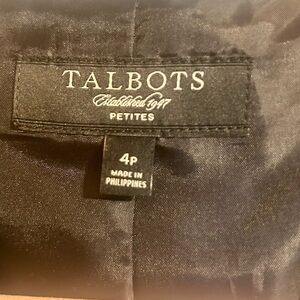 TALBOTS
Established 1947
PETITES
4P
MADE IN
PHILIPPINES